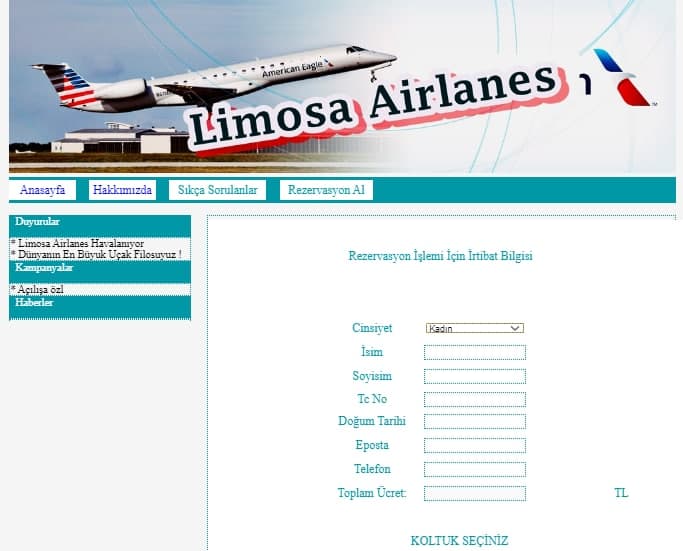 American Eagle
Limosa Airlanes
Anasayfa
Hakkımızda
Sıkça Sorulanlar
Rezervasyon Al
Duyurular
* Limosa Airlanes Havalanıyor
* Dünyanın En Büyük Uçak Filosuyuz !
Kampanyalar
* Açılışa özl
Haberler
Rezervasyon İşlemi İçin İrtibat Bilgisi
Cinsiyet
Kadın
İsim
Soyisim
Tc No
Doğum Tarihi
Eposta
Telefon
Toplam Ücret:
TL
KOLTUK SEÇİNİZ